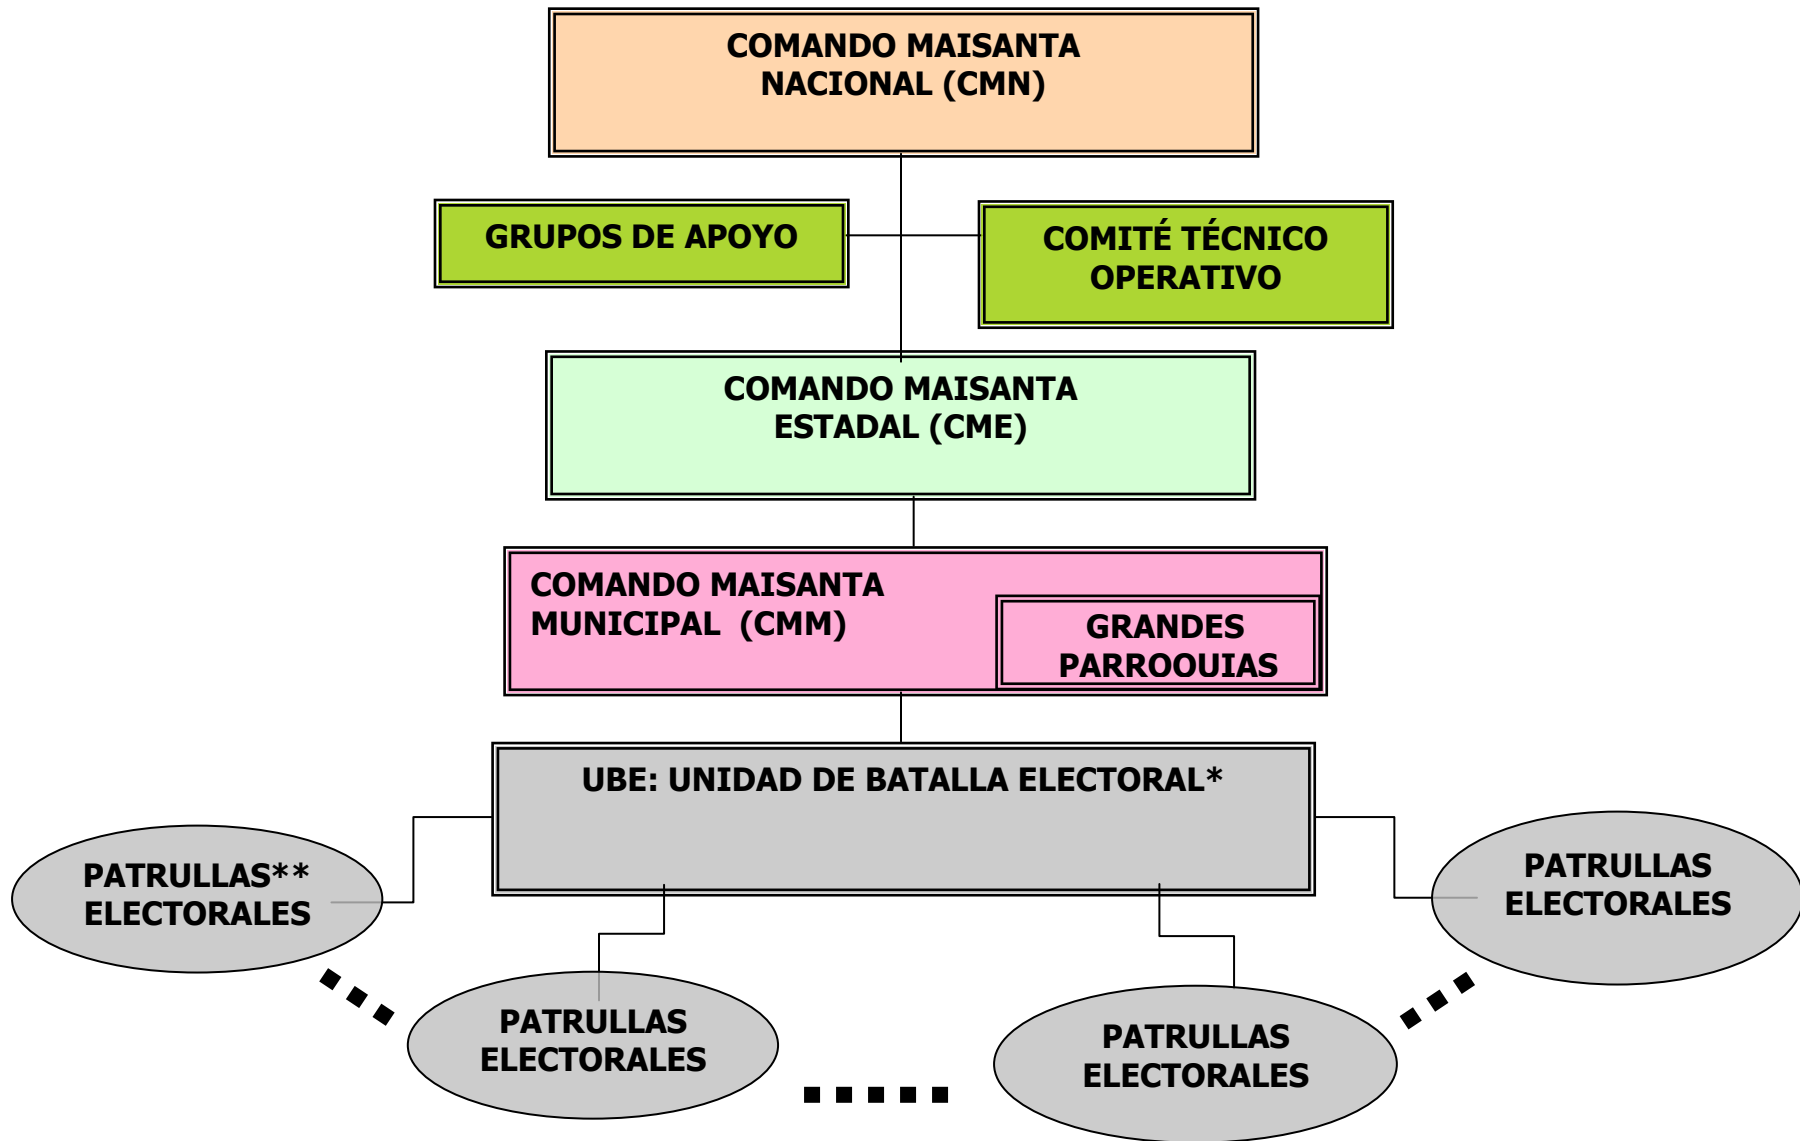 COMANDO MAISANTA
NACIONAL (CMN)
GRUPOS DE APOYO
COMITÉ TÉCNICO
OPERATIVO
COMANDO MAISANTA
ESTADAL (CME)
COMANDO MAISANTA
MUNICIPAL (CMM)
GRANDES
PARROQUIAS
UBE: UNIDAD DE BATALLA ELECTORAL*
PATRULLAS**
ELECTORALES
PATRULLAS
ELECTORALES
PATRULLAS
ELECTORALES
PATRULLAS
ELECTORALES